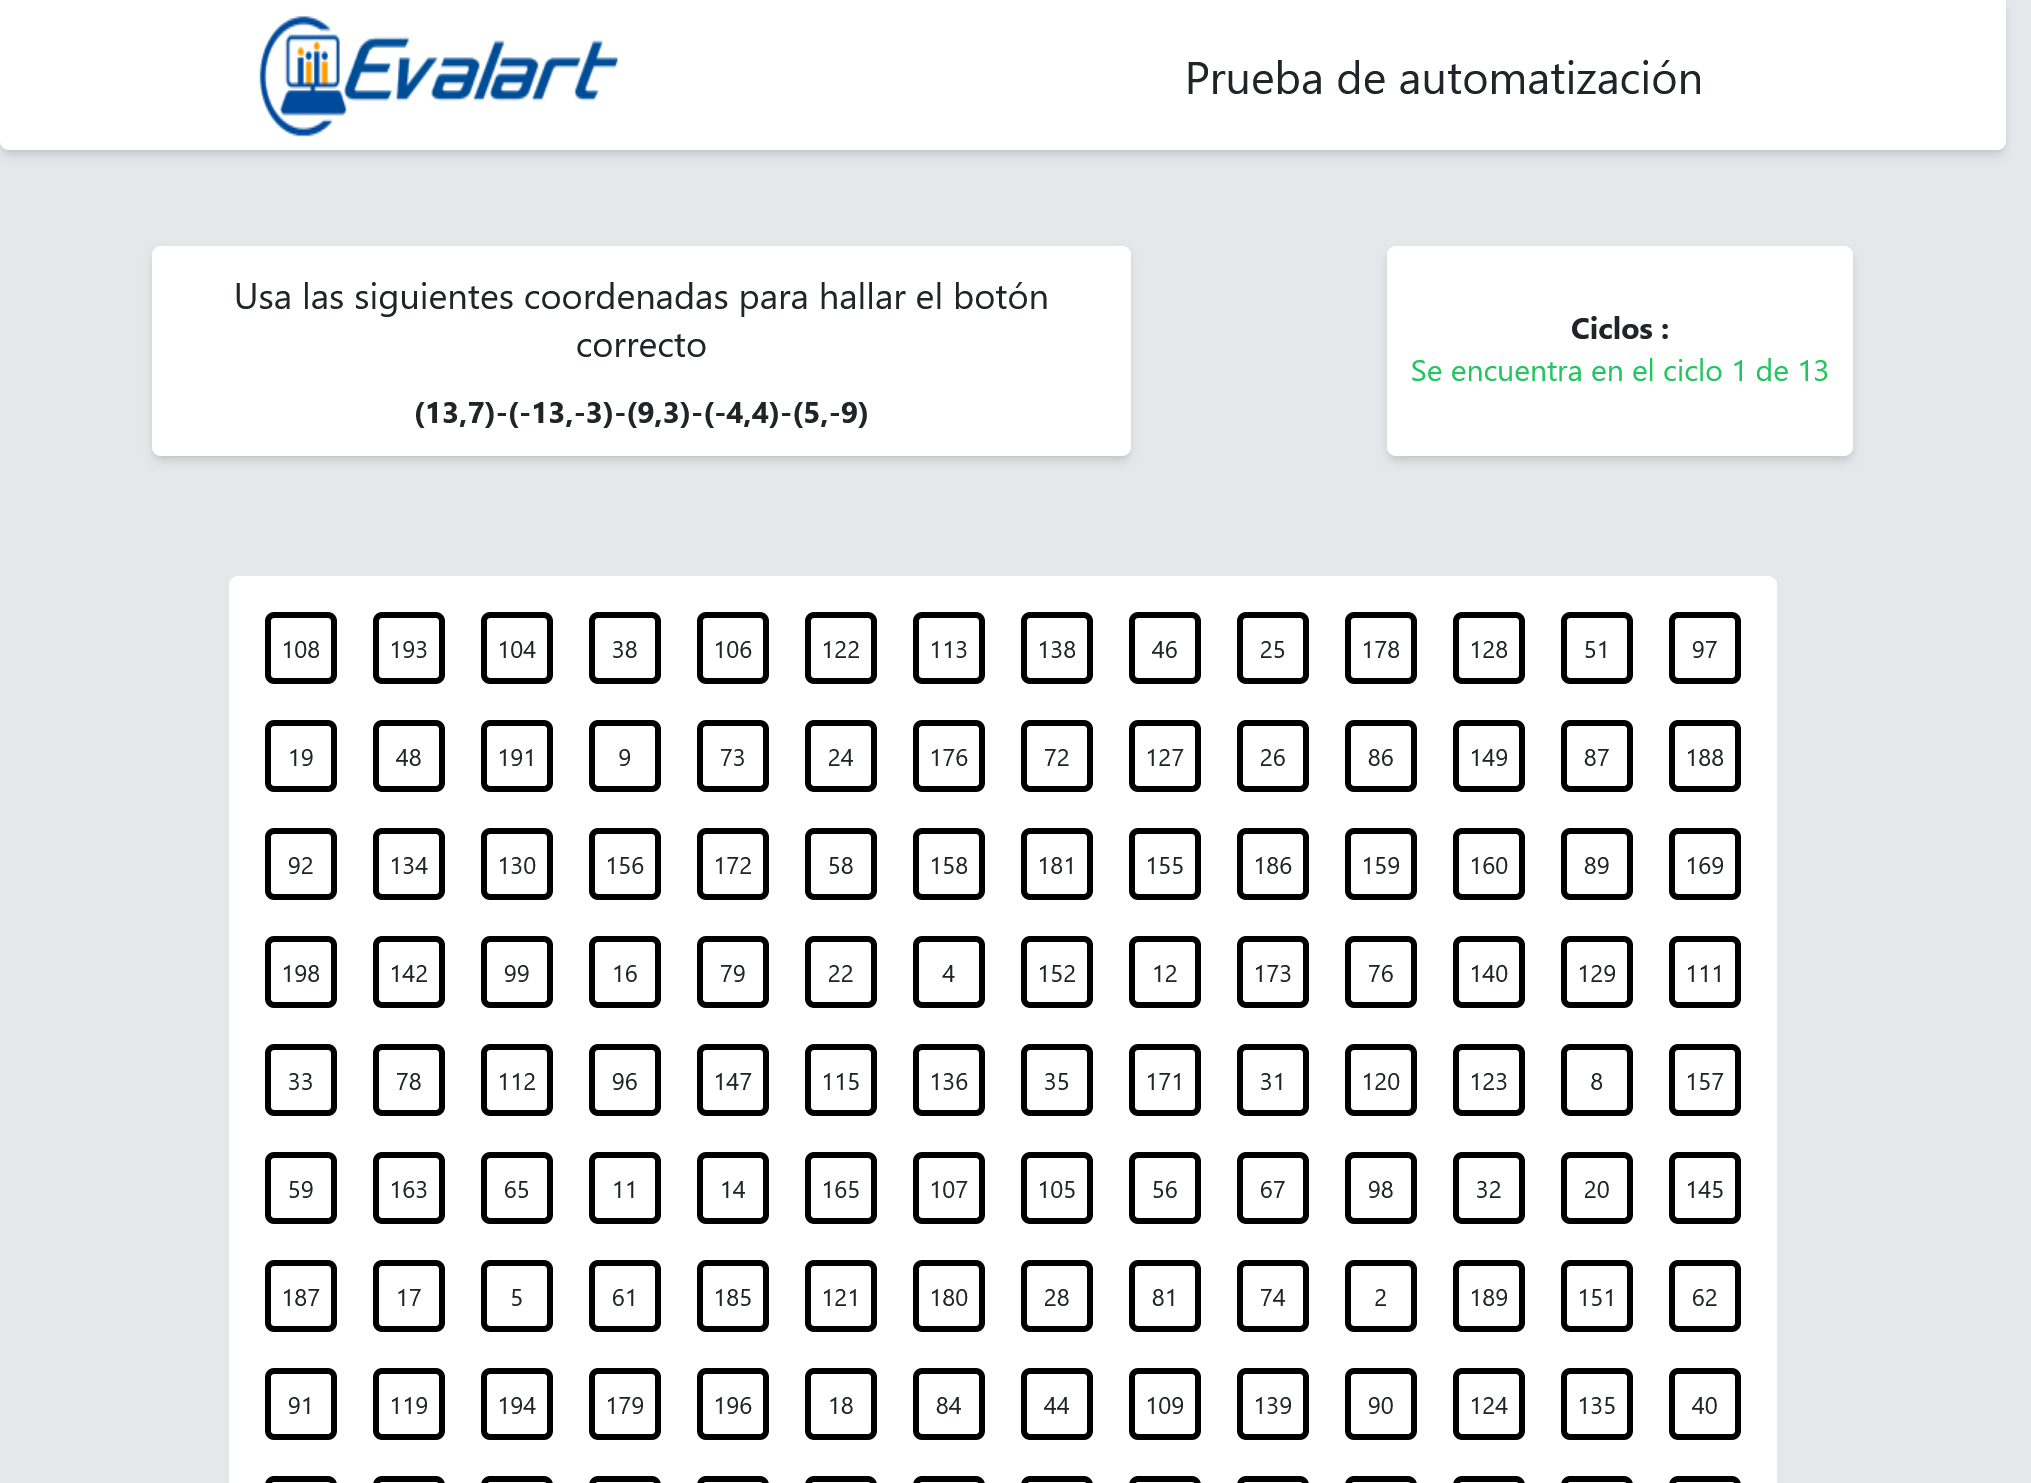 Evalart
Prueba de automatización
Usa las siguientes coordenadas para hallar el botón
correcto
(13,7)-(-13,-3)-(9,3)-(-4,4)-(5,-9)
Ciclos :
Se encuentra en el ciclo 1 de 13
108 193 104 38 106 122 113 138 46 25 178 128 51 97
19 48 191 9 73 24 176 72 127 26 86 149 87 188
92 134 130 156 172 58 158 181 155 186 159 160 89 169
198 142 99 16 79 22 4 152 12 173 76 140 129 111
33 78 112 96 147 115 136 35 171 31 120 123 8 157
59 163 65 11 14 165 107 105 56 67 98 32 20 145
187 17 5 61 185 121 180 28 81 74 2 189 151 62
91 119 194 179 196 18 84 44 109 139 90 124 135 40